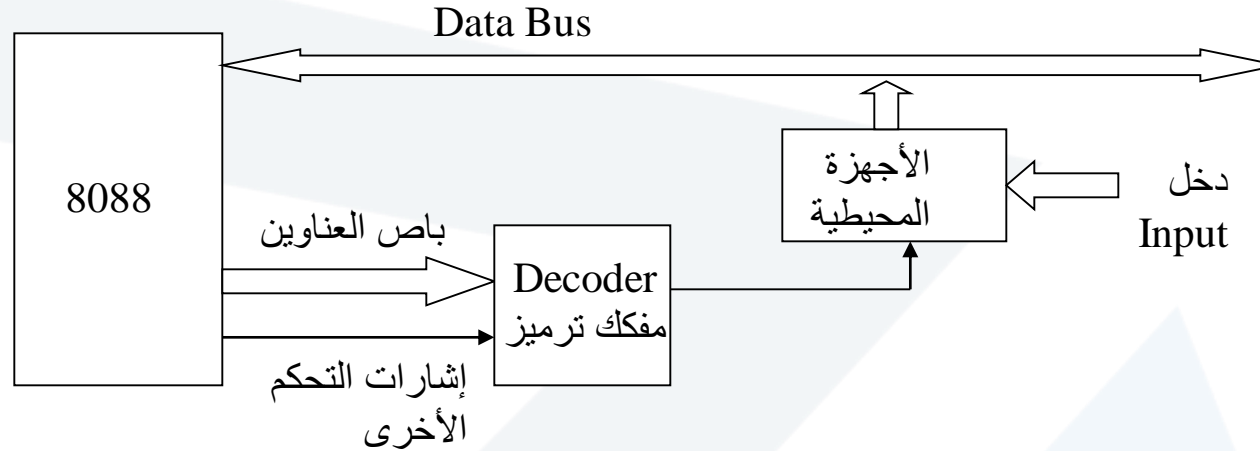 Data Bus
8088
الأجهزة
المحيطية
دخل
Input
باص العناوين
Decoder
مفكك ترميز
إشارات التحكم
الأخرى